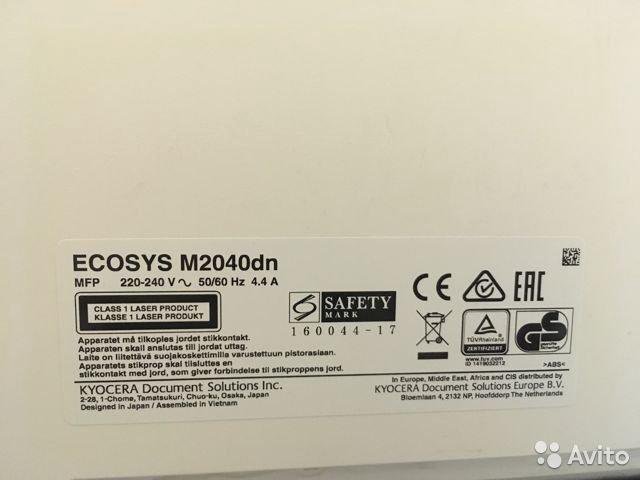 ECOSYS M2040dn
MFP 220-240 V ∿ 50/60 Hz 4.4 A
CLASS 1 LASER PRODUCT
KLASSE 1 LASER PRODUKT
SAFETY
MARK
160044-17
CE
EAC
TÜVRheinland
ZERTIFIZIERT
www.tuv.com
ID 1419032212
GS
>ABS<
Apparatet må tilkoples jordet stikkontakt.
Apparaten skall anslutas till jordat uttag.
Laite on liitettävä suojakoskettimilla varustettuun pistorasiaan.
Apparatets stikprop skal tilsluttes en
stikkontakt med jord, som giver forbindelse til stikproppens jord.
KYOCERA Document Solutions Inc.
2-28, 1-Chome, Tamatsukuri, Chuo-ku, Osaka, Japan
Designed in Japan / Assembled in Vietnam
In Europe, Middle East, Africa and CIS distributed by
KYOCERA Document Solutions Europe B.V.
Bloemlaan 4, 2132 NP, Hoofddorp The Netherlands
Avito